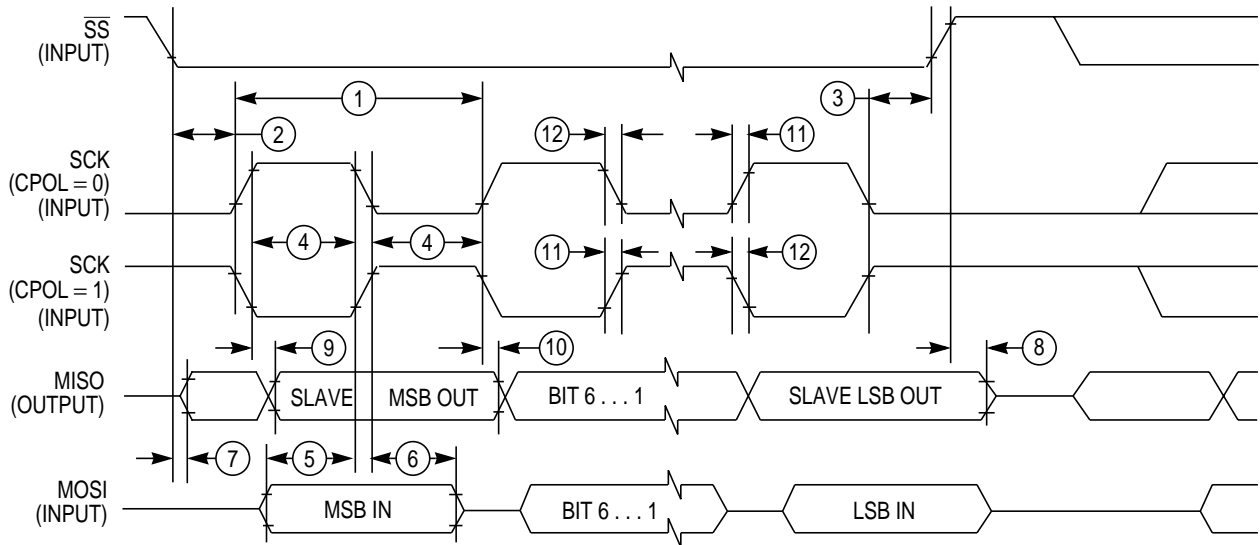 SS
(INPUT)
1
3
2
12
11
SCK
(CPOL = 0)
(INPUT)
4
4
11
12
SCK
(CPOL = 1)
(INPUT)
9
10
8
MISO
(OUTPUT)
SLAVE
MSB OUT
BIT 6 . . . 1
SLAVE LSB OUT
7
5
6
MOSI
(INPUT)
MSB IN
BIT 6 . . . 1
LSB IN